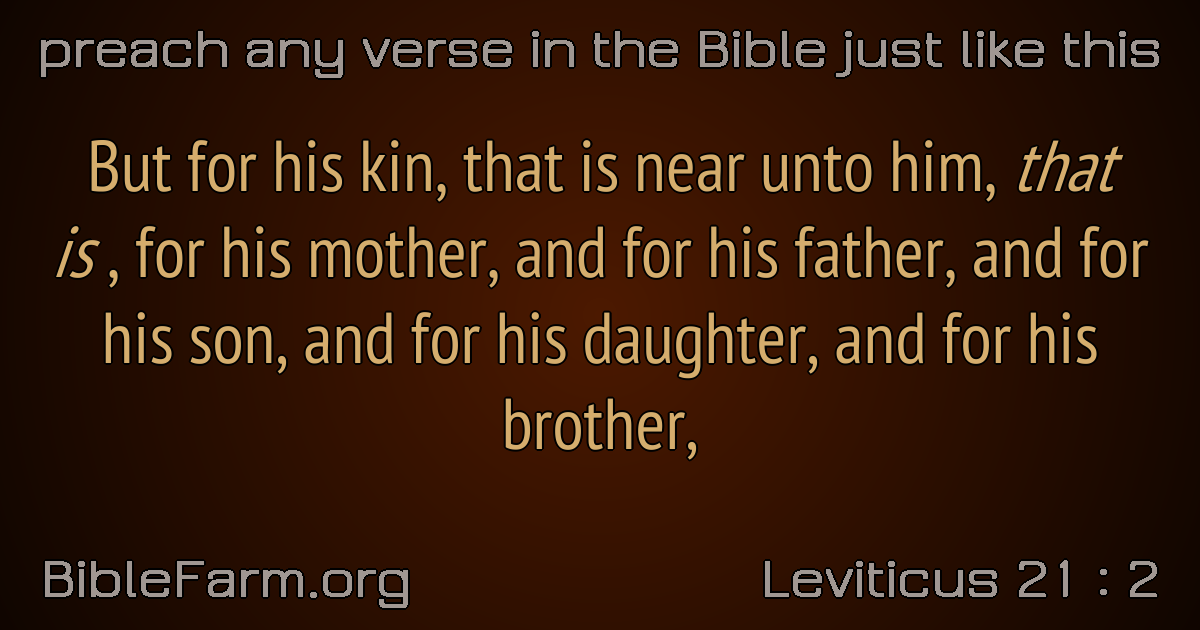 preach any verse in the Bible just like this
But for his kin, that is near unto him, that
is , for his mother, and for his father, and for
his son, and for his daughter, and for his
brother,
BibleFarm.org
Leviticus 21 : 2